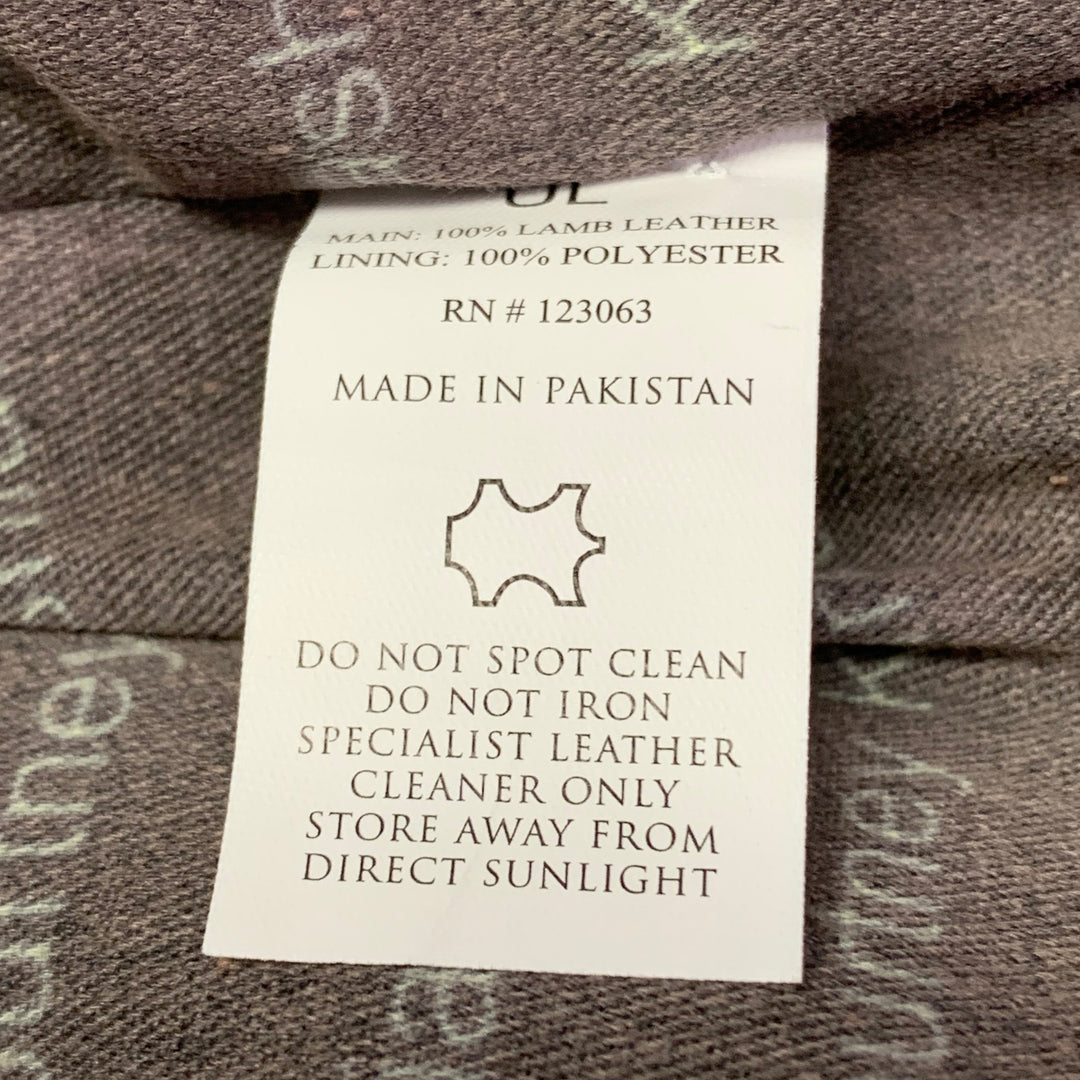 MAIN: 100% LAMB LEATHER
LINING: 100% POLYESTER
RN # 123063
MADE IN PAKISTAN
DO NOT SPOT CLEAN
DO NOT IRON
SPECIALIST LEATHER
CLEANER ONLY
STORE AWAY FROM
DIRECT SUNLIGHT